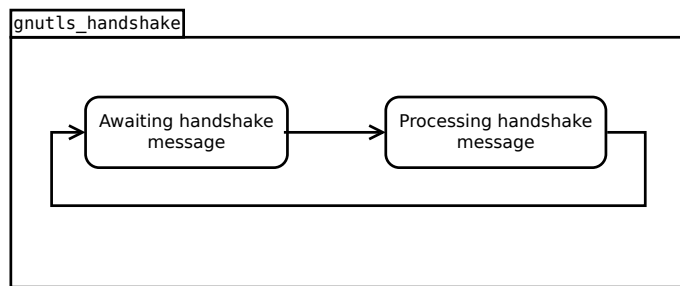 gnutls_handshake
Awaiting handshake
message
Processing handshake
message